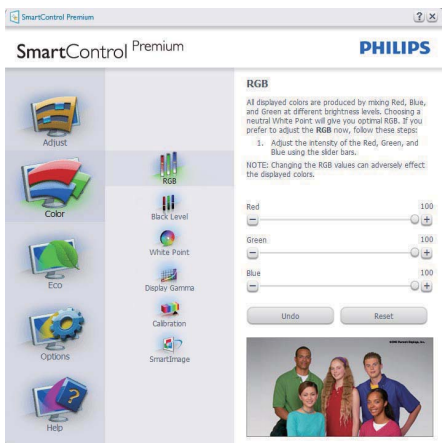 SmartControl Premium
? ×
SmartControl Premium
PHILIPS
Adjust
Color
Eco
Options
Help
RGB
Black Level
White Point
Display Gamma
Calibration
SmartImage
RGB
All displayed colors are produced by mixing Red, Blue,
and Green at different brightness levels. Choosing a
neutral White Point will give you optimal RGB. If you
prefer to adjust the RGB now, follow these steps:
1. Adjust the intensity of the Red, Green, and
Blue using the slider bars.
NOTE: Changing the RGB values can adversely effect
the displayed colors.
Red 100
Green 100
Blue 100
Undo Reset